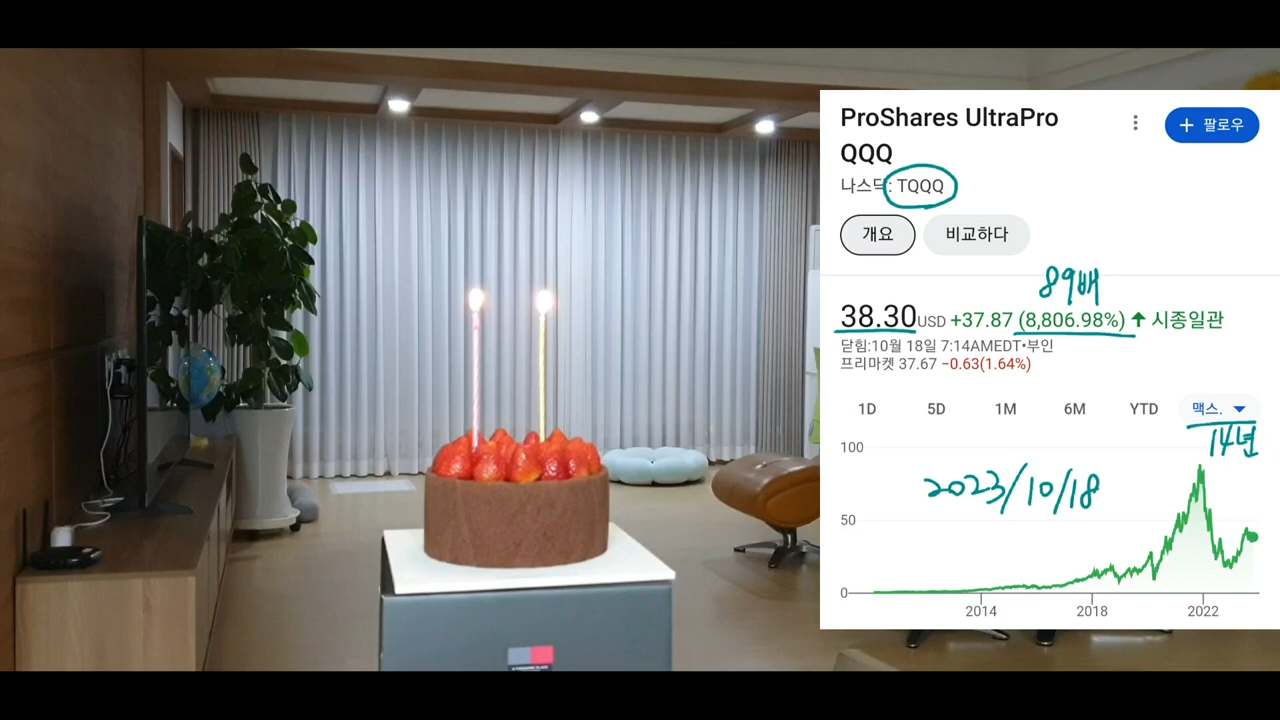 ProShares UltraPro
QQQ
+ 팔로우
나스닥: TQQQ
개요
비교하다
89배
38.30 USD +37.87 (8,806.98%) ↑ 시종일관
닫힘:10월 18일 7:14AMEDT•부인
프리마켓 37.67 −0.63(1.64%)
1D 5D 1M 6M YTD 맥스.
14년
100
2023/10/18
50
0
2014 2018 2022